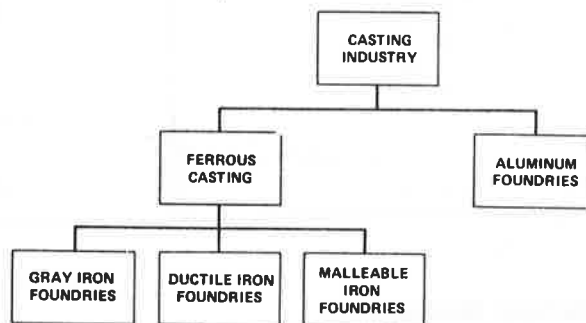 CASTING
INDUSTRY
FERROUS
CASTING
ALUMINUM
FOUNDRIES
GRAY IRON
FOUNDRIES
DUCTILE IRON
FOUNDRIES
MALLEABLE
IRON
FOUNDRIES